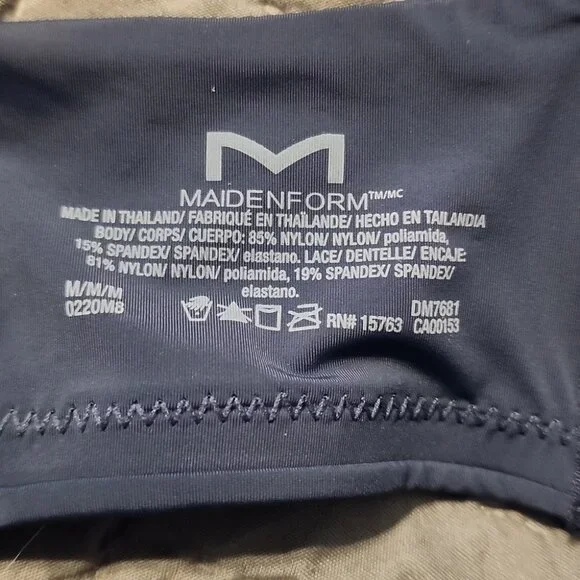 M
MAIDENFORM™/MC
MADE IN THAILAND/ FABRIQUÉ EN THAÏLANDE/ HECHO EN TAILANDIA
BODY/ CORPS/ CUERPO: 85% NYLON/ NYLON/ poliamida,
15% SPANDEX/ SPANDEX/ elastano. LACE/ DENTELLE/ ENCAJE:
81% NYLON/ NYLON/ poliamida, 19% SPANDEX/ SPANDEX/
elastano.
M/M/M
0220M8
RN# 15763
DM7681
CA00153